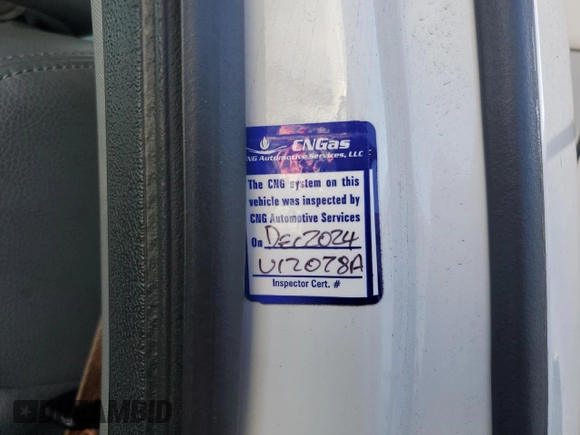 CNGas
NG Automotive Services, LLC
The CNG system on this
vehicle was inspected by
CNG Automotive Services
On Dec 2024
U12078A
Inspector Cert. #